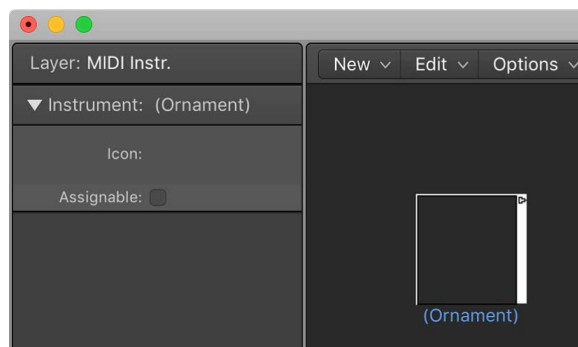 Layer: MIDI Instr.
New Edit Options
Instrument: (Ornament)
Icon:
Assignable:
(Ornament)